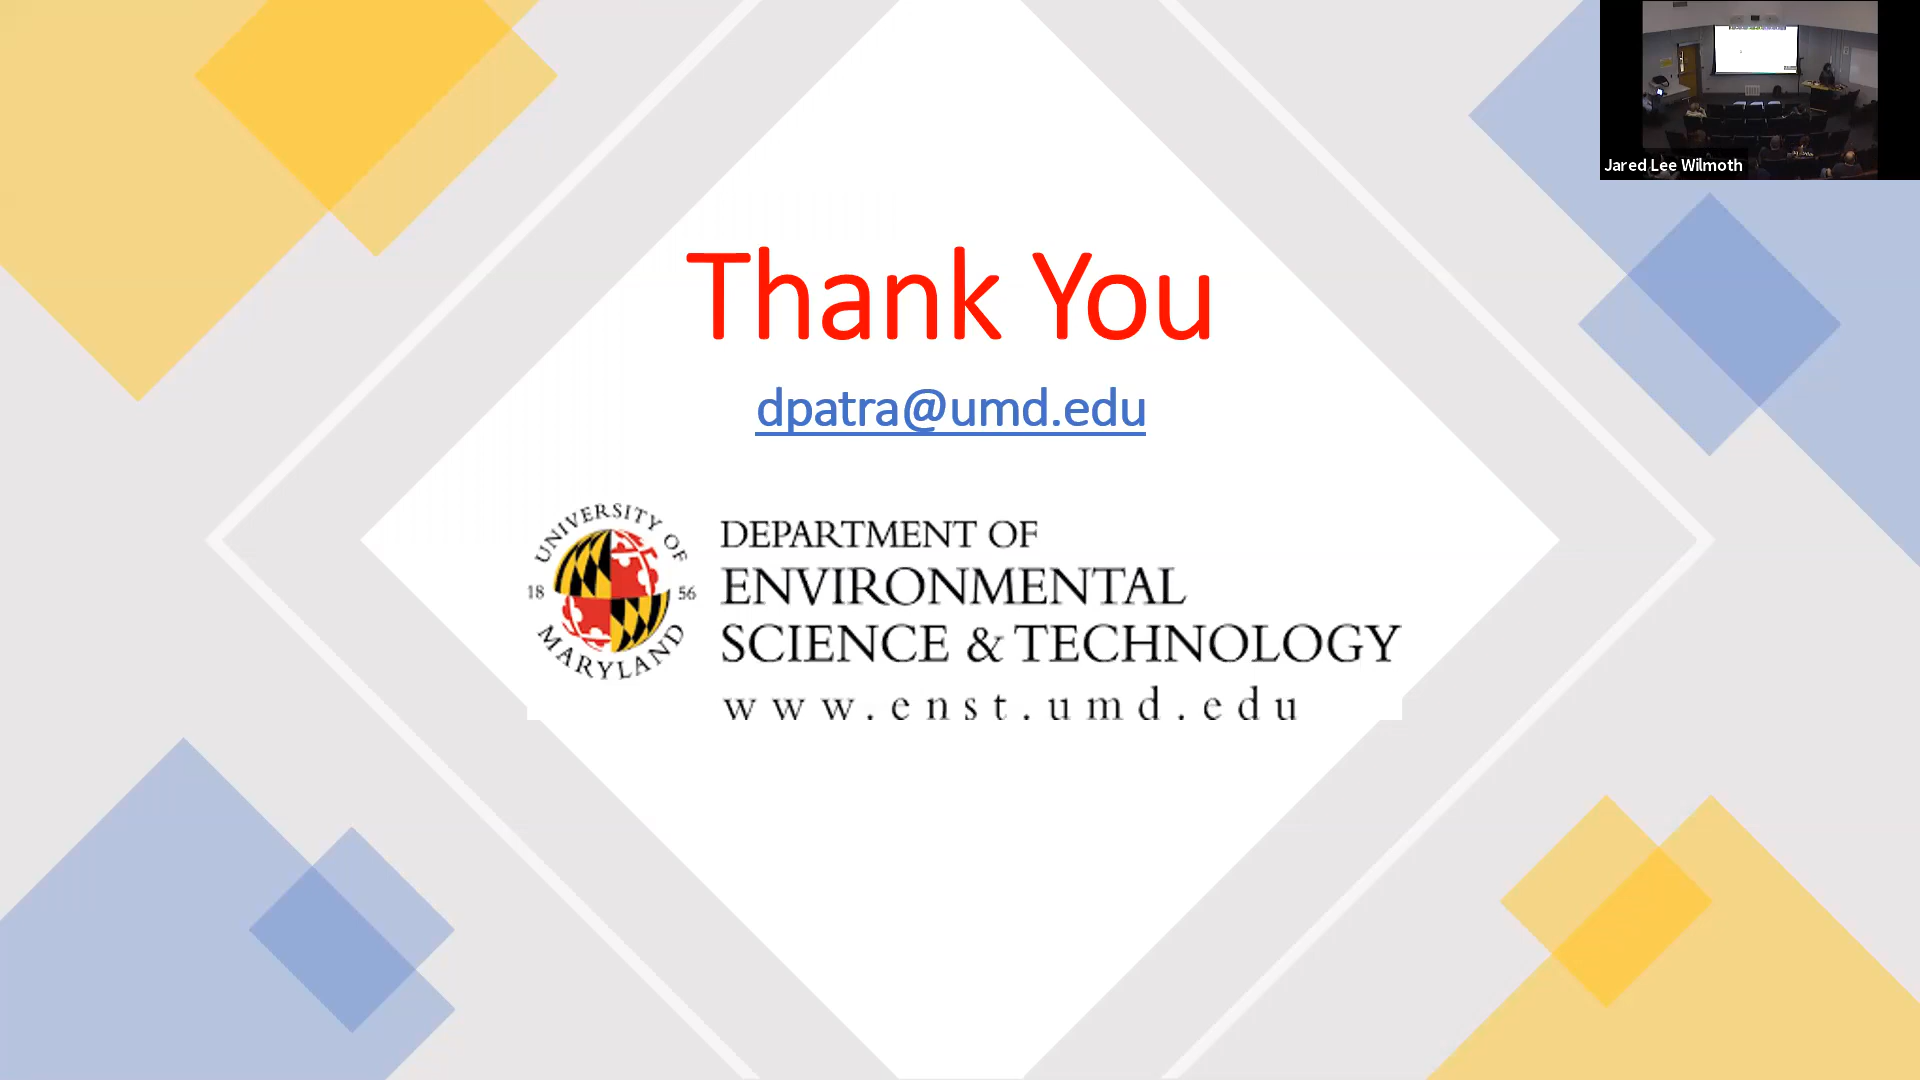 Thank You
dpatra@umd.edu
UNIVERSITY OF
18 56
MARYLAND
DEPARTMENT OF
ENVIRONMENTAL
SCIENCE & TECHNOLOGY
www.enst.umd.edu
Jared Lee Wilmoth